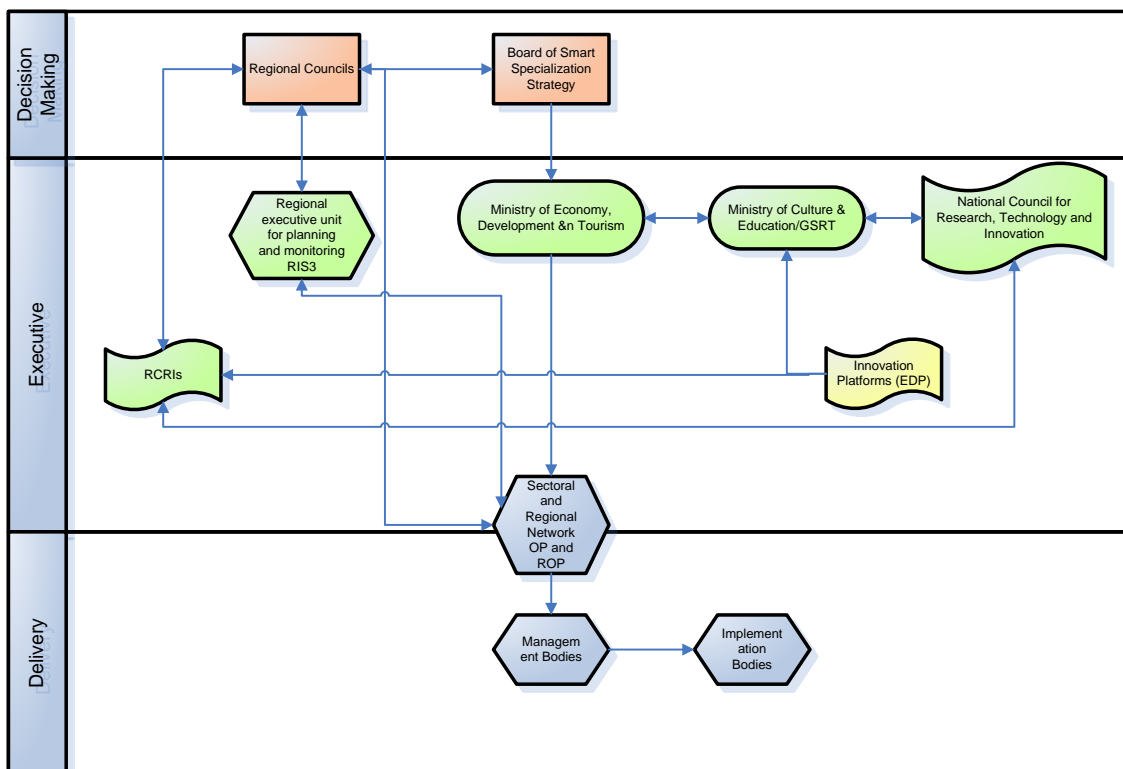 Decision
Making
Regional Councils
Board of Smart
Specialization
Strategy
Executive
Regional
executive unit
for planning
and monitoring
RIS3
Ministry of Economy,
Development &n Tourism
Ministry of Culture &
Education/GSRT
National Council for
Research, Technology and
Innovation
RCRIs
Innovation
Platforms (EDP)
Sectoral
and
Regional
Network
OP and
ROP
Delivery
Managem
ent Bodies
Implement
ation
Bodies